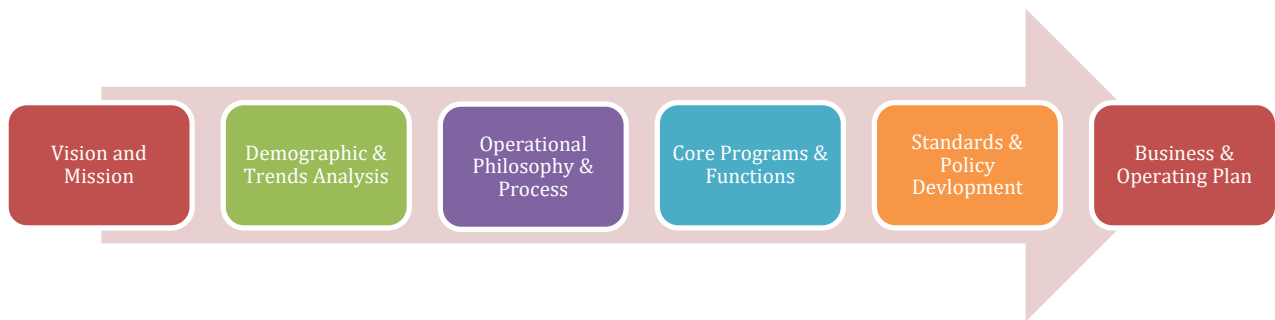 Vision and
Mission
Demographic &
Trends Analysis
Operational
Philosophy &
Process
Core Programs &
Functions
Standards &
Policy
Devlopment
Business &
Operating Plan